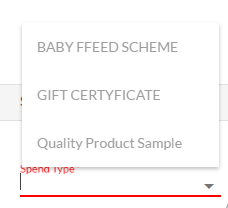 BABY FFEED SCHEME
GIFT CERTYFICATE
Quality Product Sample
Spend Type